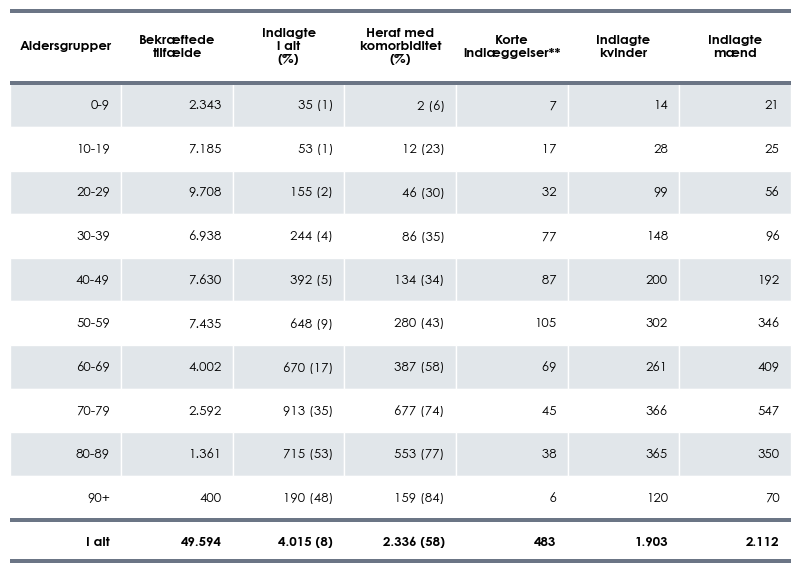 Aldersgrupper Bekræftede tilfælde Indlagte I alt (%) Heraf med komorbiditet (%) Korte indlæggelser** Indlagte kvinder Indlagte mænd
0-9 2.343 35 (1) 2 (6) 7 14 21
10-19 7.185 53 (1) 12 (23) 17 28 25
20-29 9.708 155 (2) 46 (30) 32 99 56
30-39 6.938 244 (4) 86 (35) 77 148 96
40-49 7.630 392 (5) 134 (34) 87 200 192
50-59 7.435 648 (9) 280 (43) 105 302 346
60-69 4.002 670 (17) 387 (58) 69 261 409
70-79 2.592 913 (35) 677 (74) 45 366 547
80-89 1.361 715 (53) 553 (77) 38 365 350
90+ 400 190 (48) 159 (84) 6 120 70
I alt 49.594 4.015 (8) 2.336 (58) 483 1.903 2.112